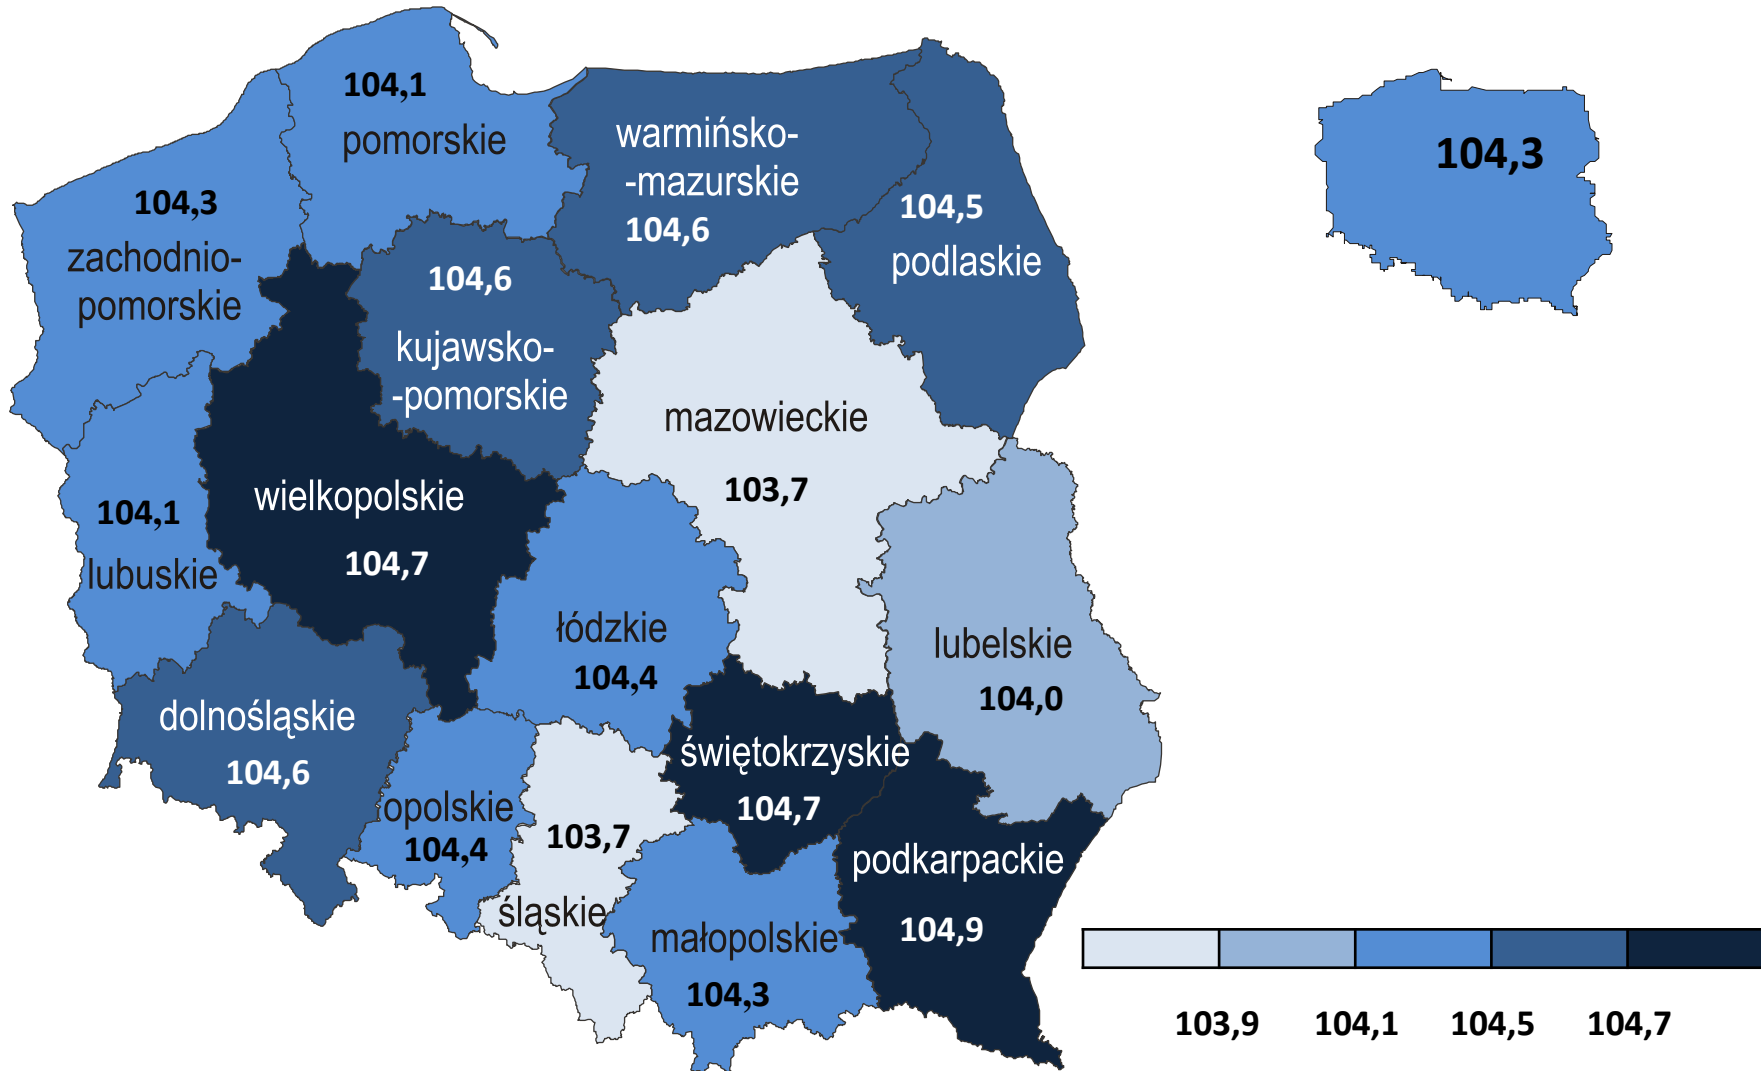 104,1
pomorskie
104,3
zachodnio-
pomorskie
warmińsko-
-mazurskie
104,6
104,5
podlaskie
104,3
104,6
kujawsko-
-pomorskie
mazowieckie
103,7
wielkopolskie
104,7
104,1
lubuskie
łódzkie
104,4
lubelskie
104,0
dolnośląskie
104,6
świętokrzyskie
104,7
opolskie
104,4
103,7
śląskie
podkarpackie
104,9
małopolskie
104,3
103,9 104,1 104,5 104,7